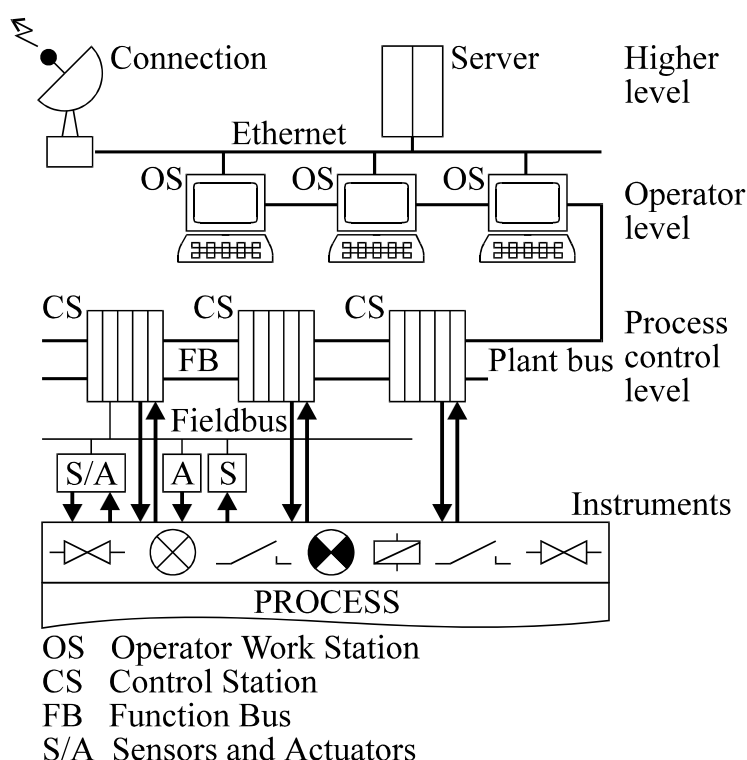 Connection
Server
Higher
level
Ethernet
OS
OS
OS
Operator
level
CS
CS
CS
Process
control
level
FB
Plant bus
Fieldbus
S/A
A
S
Instruments
PROCESS
OS Operator Work Station
CS Control Station
FB Function Bus
S/A Sensors and Actuators